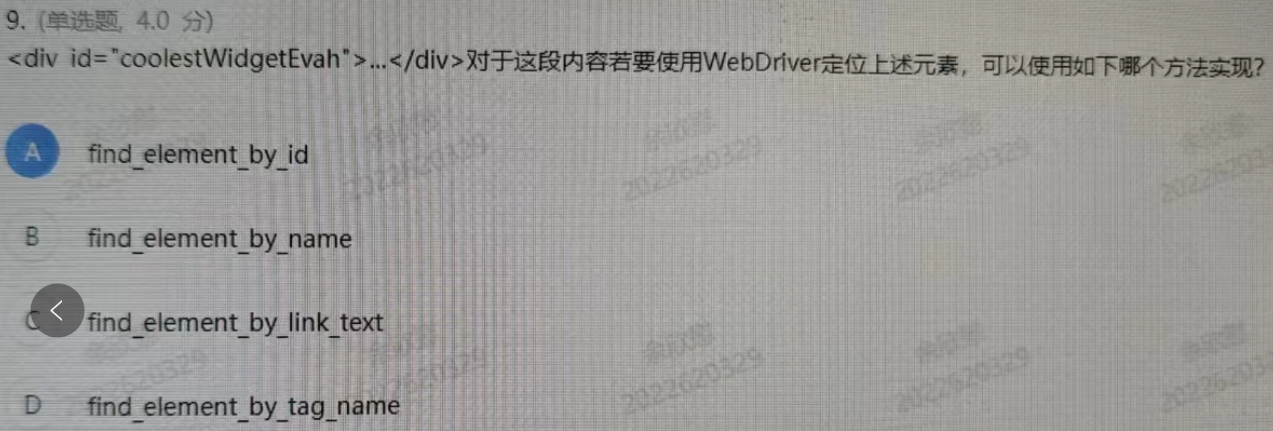 9. (单选题, 4.0 分)
<div id="coolestWidgetEvah">...</div>对于这段内容若要使用WebDriver定位上述元素，可以使用如下哪个方法实现?
A find_element_by_id
B find_element_by_name
C find_element_by_link_text
D find_element_by_tag_name
2022620329